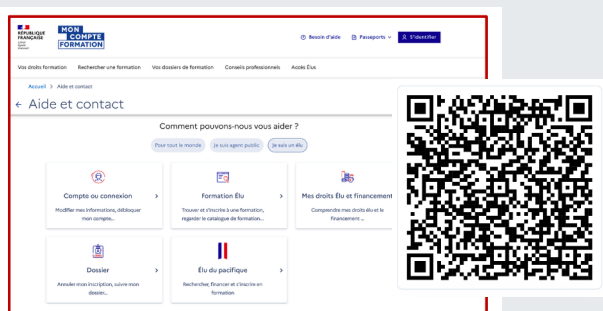 RÉPUBLIQUE
FRANÇAISE
MON
COMPTE
FORMATION
Besoin d'aide
Passeports
S'identifier
Vos droits formation
Rechercher une formation
Vos dossiers de formation
Conseils professionnels
Accès Élus
Accueil > Aide et contact
← Aide et contact
Comment pouvons-nous vous aider ?
Pour tout le monde
Je suis agent public
Je suis un élu
Compte ou connexion >
Modifier mes informations, débloquer
mon compte...
Formation Élu >
Trouver et s'inscrire à une formation,
regarder le catalogue de formation...
Mes droits Élu et financement
Comprendre mes droits élu et le
financement ...
Dossier >
Annuler mon inscription, suivre mon
dossier...
Élu du pacifique >
Rechercher, financer et s'inscrire en
formation